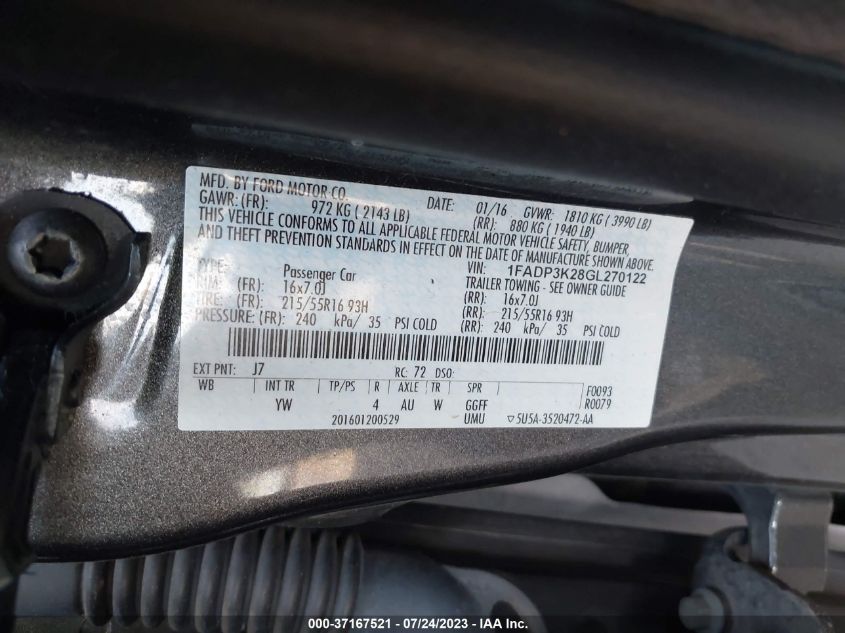 MFD. BY FORD MOTOR CO.
DATE: 01/16 GVWR: 1810 KG ( 3990 LB)
GAWR: (FR): 972 KG ( 2143 LB) (RR): 880 KG ( 1940 LB)
THIS VEHICLE CONFORMS TO ALL APPLICABLE FEDERAL MOTOR VEHICLE SAFETY, BUMPER,
AND THEFT PREVENTION STANDARDS IN EFFECT ON THE DATE OF MANUFACTURE SHOWN ABOVE.
VIN: 1FADP3K28GL270122
TYPE: Passenger Car TRAILER TOWING - SEE OWNER GUIDE
RIM: (FR): 16x7.0J (RR): 16x7.0J
TIRE: (FR): 215/55R16 93H (RR): 215/55R16 93H
PRESSURE: (FR): 240 kPa/ 35 PSI COLD (RR): 240 kPa/ 35 PSI COLD
EXT PNT: J7 RC: 72 DSO:
WB INT TR TP/PS R AXLE TR SPR F0093
YW 4 AU W GGFF R0079
201601200529 UMU ▽5U5A-3520472-AA
000-37167521 - 07/24/2023 - IAA Inc.